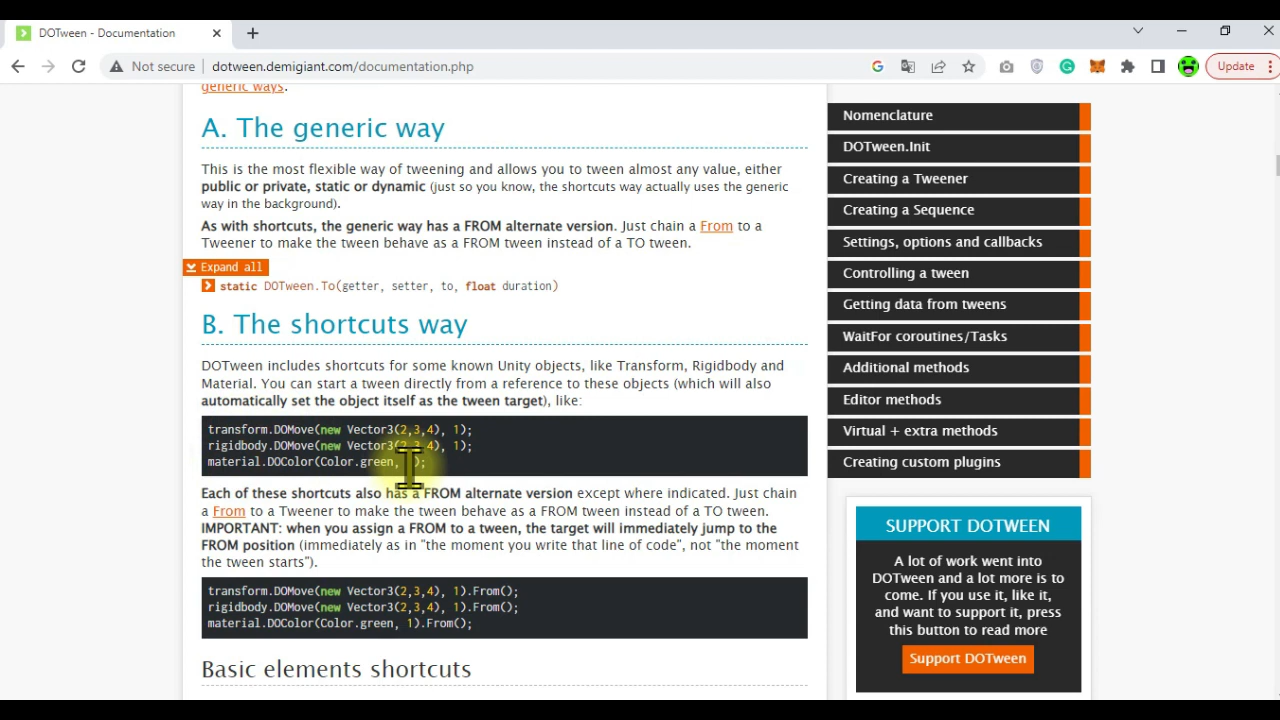 DOTween - Documentation
Not secure
dotween.demigiant.com/documentation.php
Update
generic ways.
A. The generic way
This is the most flexible way of tweening and allows you to tween almost any value, either
public or private, static or dynamic (just so you know, the shortcuts way actually uses the generic
way in the background).
As with shortcuts, the generic way has a FROM alternate version. Just chain a From to a
Tweener to make the tween behave as a FROM tween instead of a TO tween.
Expand all
static DOTween.To(getter, setter, to, float duration)
B. The shortcuts way
DOTween includes shortcuts for some known Unity objects, like Transform, Rigidbody and
Material. You can start a tween directly from a reference to these objects (which will also
automatically set the object itself as the tween target), like:
transform.DOMove(new Vector3(2,3,4), 1);
rigidbody.DOMove(new Vector3(2,3,4), 1);
material.DOColor(Color.green, );
Each of these shortcuts also has a FROM alternate version except where indicated. Just chain
a From to a Tweener to make the tween behave as a FROM tween instead of a TO tween.
IMPORTANT: when you assign a FROM to a tween, the target will immediately jump to the
FROM position (immediately as in "the moment you write that line of code", not "the moment
the tween starts").
transform.DOMove(new Vector3(2,3,4), 1).From();
rigidbody.DOMove(new Vector3(2,3,4), 1).From();
material.DOColor(Color.green, 1).From();
Basic elements shortcuts
Nomenclature
DOTween.Init
Creating a Tweener
Creating a Sequence
Settings, options and callbacks
Controlling a tween
Getting data from tweens
WaitFor coroutines/Tasks
Additional methods
Editor methods
Virtual + extra methods
Creating custom plugins
SUPPORT DOTWEEN
A lot of work went into
DOTween and a lot more is to
come. If you use it, like it,
and want to support it, press
this button to read more
Support DOTween